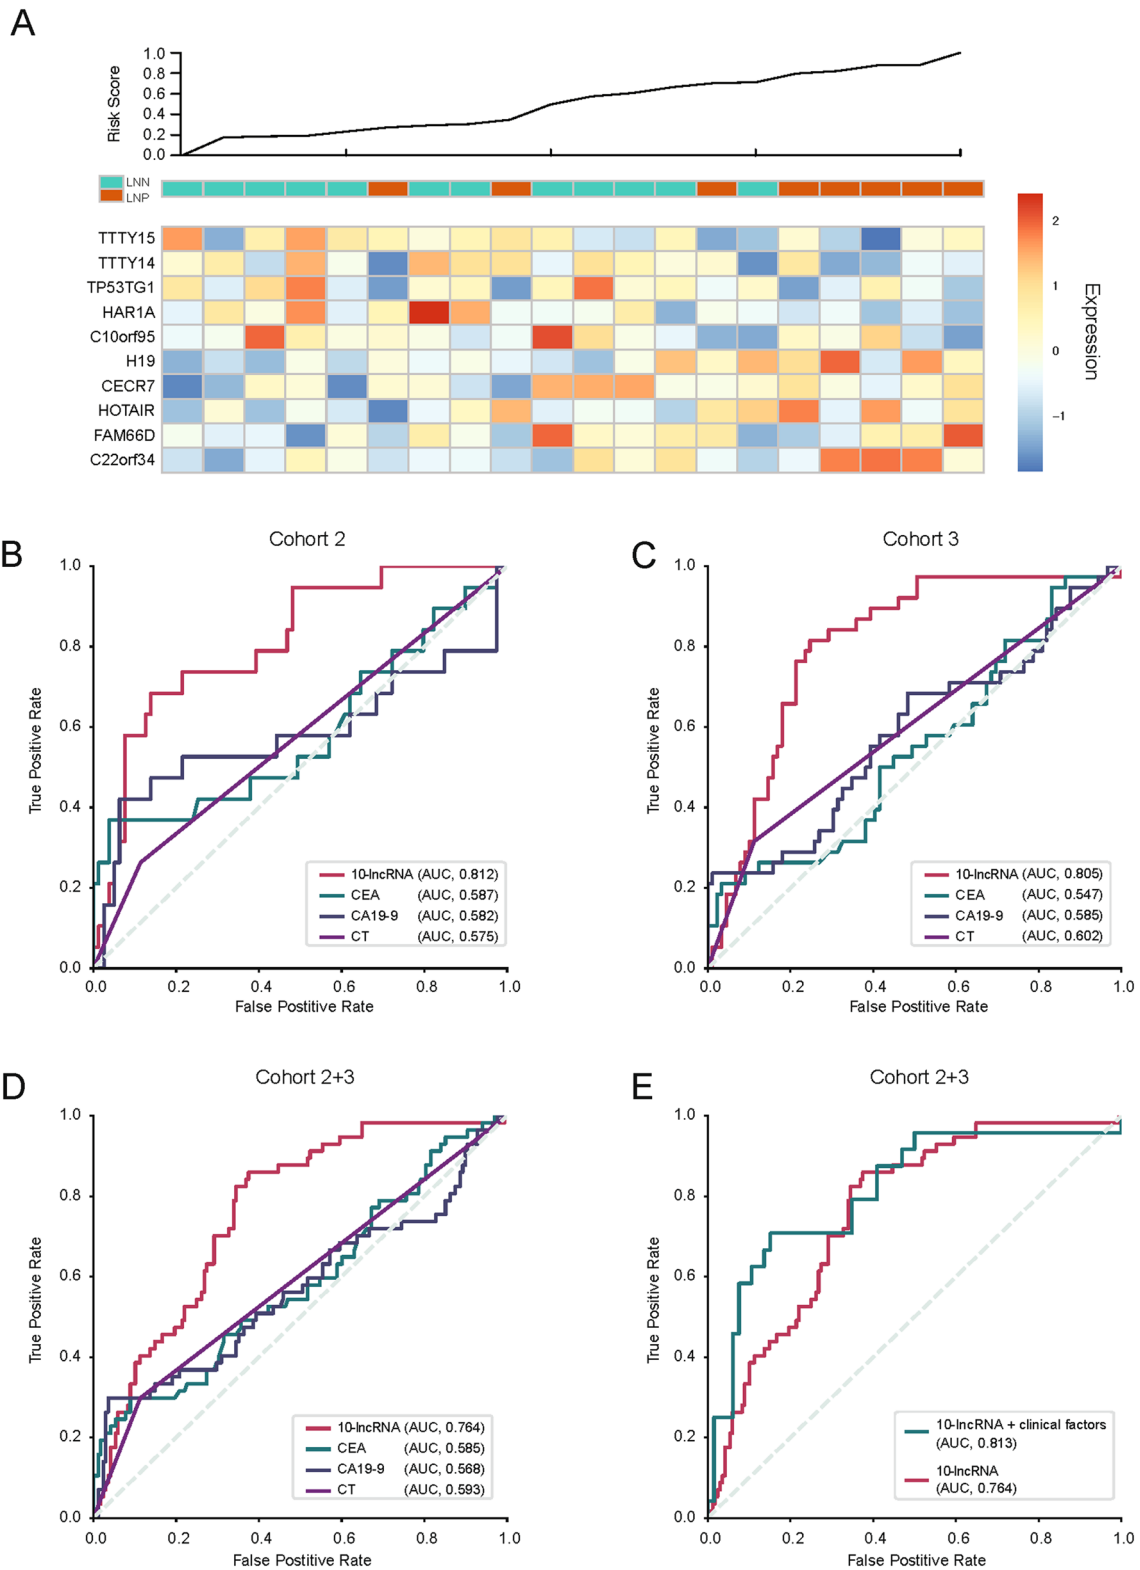 A
Risk Score
1.0
0.8
0.6
0.4
0.2
0.0
LNN
LNP
TTTY15
TTTY14
TP53TG1
HAR1A
C10orf95
H19
CECR7
HOTAIR
FAM66D
C22orf34
2
1
0
−1
Expression
B
Cohort 2
True Positive Rate
1.0
0.8
0.6
0.4
0.2
0.0
10-lncRNA (AUC, 0.812)
CEA (AUC, 0.587)
CA19-9 (AUC, 0.582)
CT (AUC, 0.575)
0.0 0.2 0.4 0.6 0.8 1.0
False Postitive Rate
C
Cohort 3
True Positive Rate
1.0
0.8
0.6
0.4
0.2
0.0
10-lncRNA (AUC, 0.805)
CEA (AUC, 0.547)
CA19-9 (AUC, 0.585)
CT (AUC, 0.602)
0.0 0.2 0.4 0.6 0.8 1.0
False Postitive Rate
D
Cohort 2+3
True Positive Rate
1.0
0.8
0.6
0.4
0.2
0.0
10-lncRNA (AUC, 0.764)
CEA (AUC, 0.585)
CA19-9 (AUC, 0.568)
CT (AUC, 0.593)
0.0 0.2 0.4 0.6 0.8 1.0
False Postitive Rate
E
Cohort 2+3
True Positive Rate
1.0
0.8
0.6
0.4
0.2
0.0
10-lncRNA + clinical factors
(AUC, 0.813)
10-lncRNA
(AUC, 0.764)
0.0 0.2 0.4 0.6 0.8 1.0
False Postitive Rate